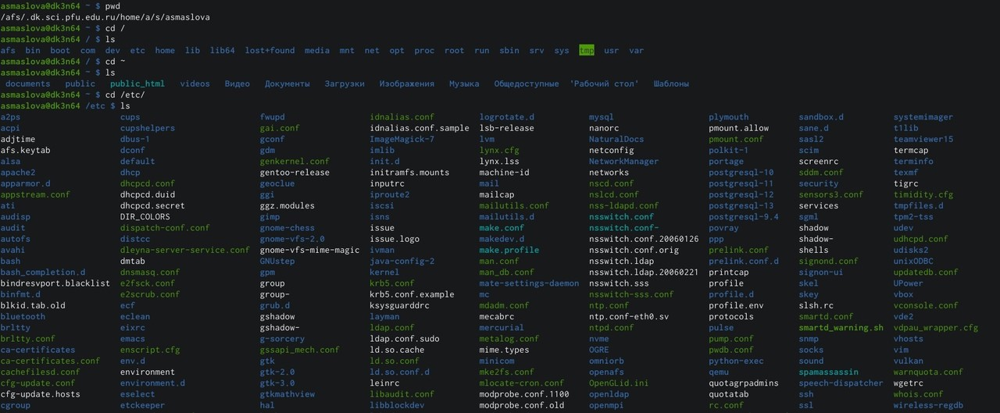 asmaslova@dk3n64 ~ $ pwd
/afs/.dk.sci.pfu.edu.ru/home/a/s/asmaslova
asmaslova@dk3n64 ~ $ cd /
asmaslova@dk3n64 / $ ls
afs bin boot com dev etc home lib lib64 lost+found media mnt net opt proc root run sbin srv sys tmp usr var
asmaslova@dk3n64 / $ cd ~
asmaslova@dk3n64 ~ $ ls
documents public public_html videos Видео Документы Загрузки Изображения Музыка Общедоступные 'Рабочий стол' Шаблоны
asmaslova@dk3n64 ~ $ cd /etc/
asmaslova@dk3n64 /etc $ ls
a2ps cups fwupd idnalias.conf logrotate.d mysql plymouth sandbox.d systemimager
acpi cupshelpers gai.conf idnalias.conf.sample lsb-release nanorc pmount.allow sane.d t1lib
adjtime dbus-1 gconf ImageMagick-7 lvm NaturalDocs pmount.conf sasl2 teamviewer15
afs.keytab dconf gdm imlib lynx.cfg netconfig polkit-1 scim termcap
alsa default genkernel.conf init.d lynx.lss NetworkManager portage screenrc terminfo
apache2 dhcp gentoo-release initramfs.mounts machine-id networks postgresql-10 sddm.conf texmf
apparmor.d dhcpcd.conf geoclue inputrc mail nscd.conf postgresql-11 security tigrc
appstream.conf dhcpcd.duid ggi iproute2 mailcap nslcd.conf postgresql-12 sensors3.conf timidity.cfg
ati dhcpcd.secret ggz.modules iscsi mailutils.conf nss-ldapd.conf postgresql-13 services tmpfiles.d
audisp DIR_COLORS gimp isns mailutils.d nsswitch.conf postgresql-9.4 sgml tpm2-tss
audit dispatch-conf.conf gnome-chess issue make.conf nsswitch.conf- povray shadow udev
autofs distcc gnome-vfs-2.0 issue.logo makedev.d nsswitch.conf.20060126 ppp shadow- udhcpd.conf
avahi dleyna-server-service.conf gnome-vfs-mime-magic ivman make.profile nsswitch.conf.orig prelink.conf shells udisks2
bash dmtab GNUstep java-config-2 man.conf nsswitch.ldap prelink.conf.d signond.conf unixODBC
bash_completion.d dnsmasq.conf gpm kernel man_db.conf nsswitch.ldap.20060221 printcap signon-ui updatedb.conf
bindresvport.blacklist e2fsck.conf group krb5.conf mate-settings-daemon nsswitch.sss profile skel UPower
binfmt.d e2scrub.conf group- krb5.conf.example mc nsswitch-sss.conf profile.d skey vbox
blkid.tab.old ecf grub.d ksysguarddrc mdadm.conf ntp.conf profile.env slsh.rc vconsole.conf
bluetooth eclean gshadow layman mecabrc ntp.conf-eth0.sv protocols smartd.conf vde2
brltty eixrc gshadow- ldap.conf mercurial ntpd.conf pulse smartd_warning.sh vdpau_wrapper.cfg
brltty.conf emacs g-sorcery ldap.conf.sudo metalog.conf nvme pump.conf snmp vhosts
ca-certificates enscript.cfg gssapi_mech.conf ld.so.cache mime.types OGRE pwdb.conf socks vim
ca-certificates.conf env.d gtk ld.so.conf minicom omniorb python-exec sound vulkan
cachefilesd.conf environment gtk-2.0 ld.so.conf.d mke2fs.conf openafs qemu spamassassin warnquota.conf
cfg-update.conf environment.d gtk-3.0 leinrc mlocate-cron.conf OpenGLid.ini quotagrpadmins speech-dispatcher wgetrc
cfg-update.hosts eselect gtkmathview libaudit.conf modprobe.conf.1100 openldap quotatab ssh whois.conf
cgroup etckeeper hal libblockdev modprobe.conf.old openmpi rc.conf ssl wireless-regdb